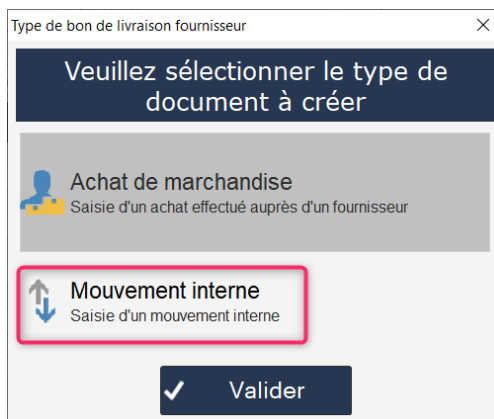 Type de bon de livraison fournisseur
Veuillez sélectionner le type de
document à créer
Achat de marchandise
Saisie d'un achat effectué auprès d'un fournisseur
Mouvement interne
Saisie d'un mouvement interne
Valider